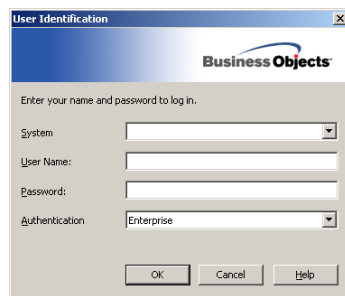 User Identification
Business Objects
Enter your name and password to log in.
System
User Name:
Password:
Authentication
Enterprise
OK
Cancel
Help